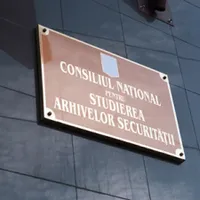 CONSILIUL NAȚIONAL
PENTRU
STUDIEREA
ARHIVELOR SECURITĂȚII